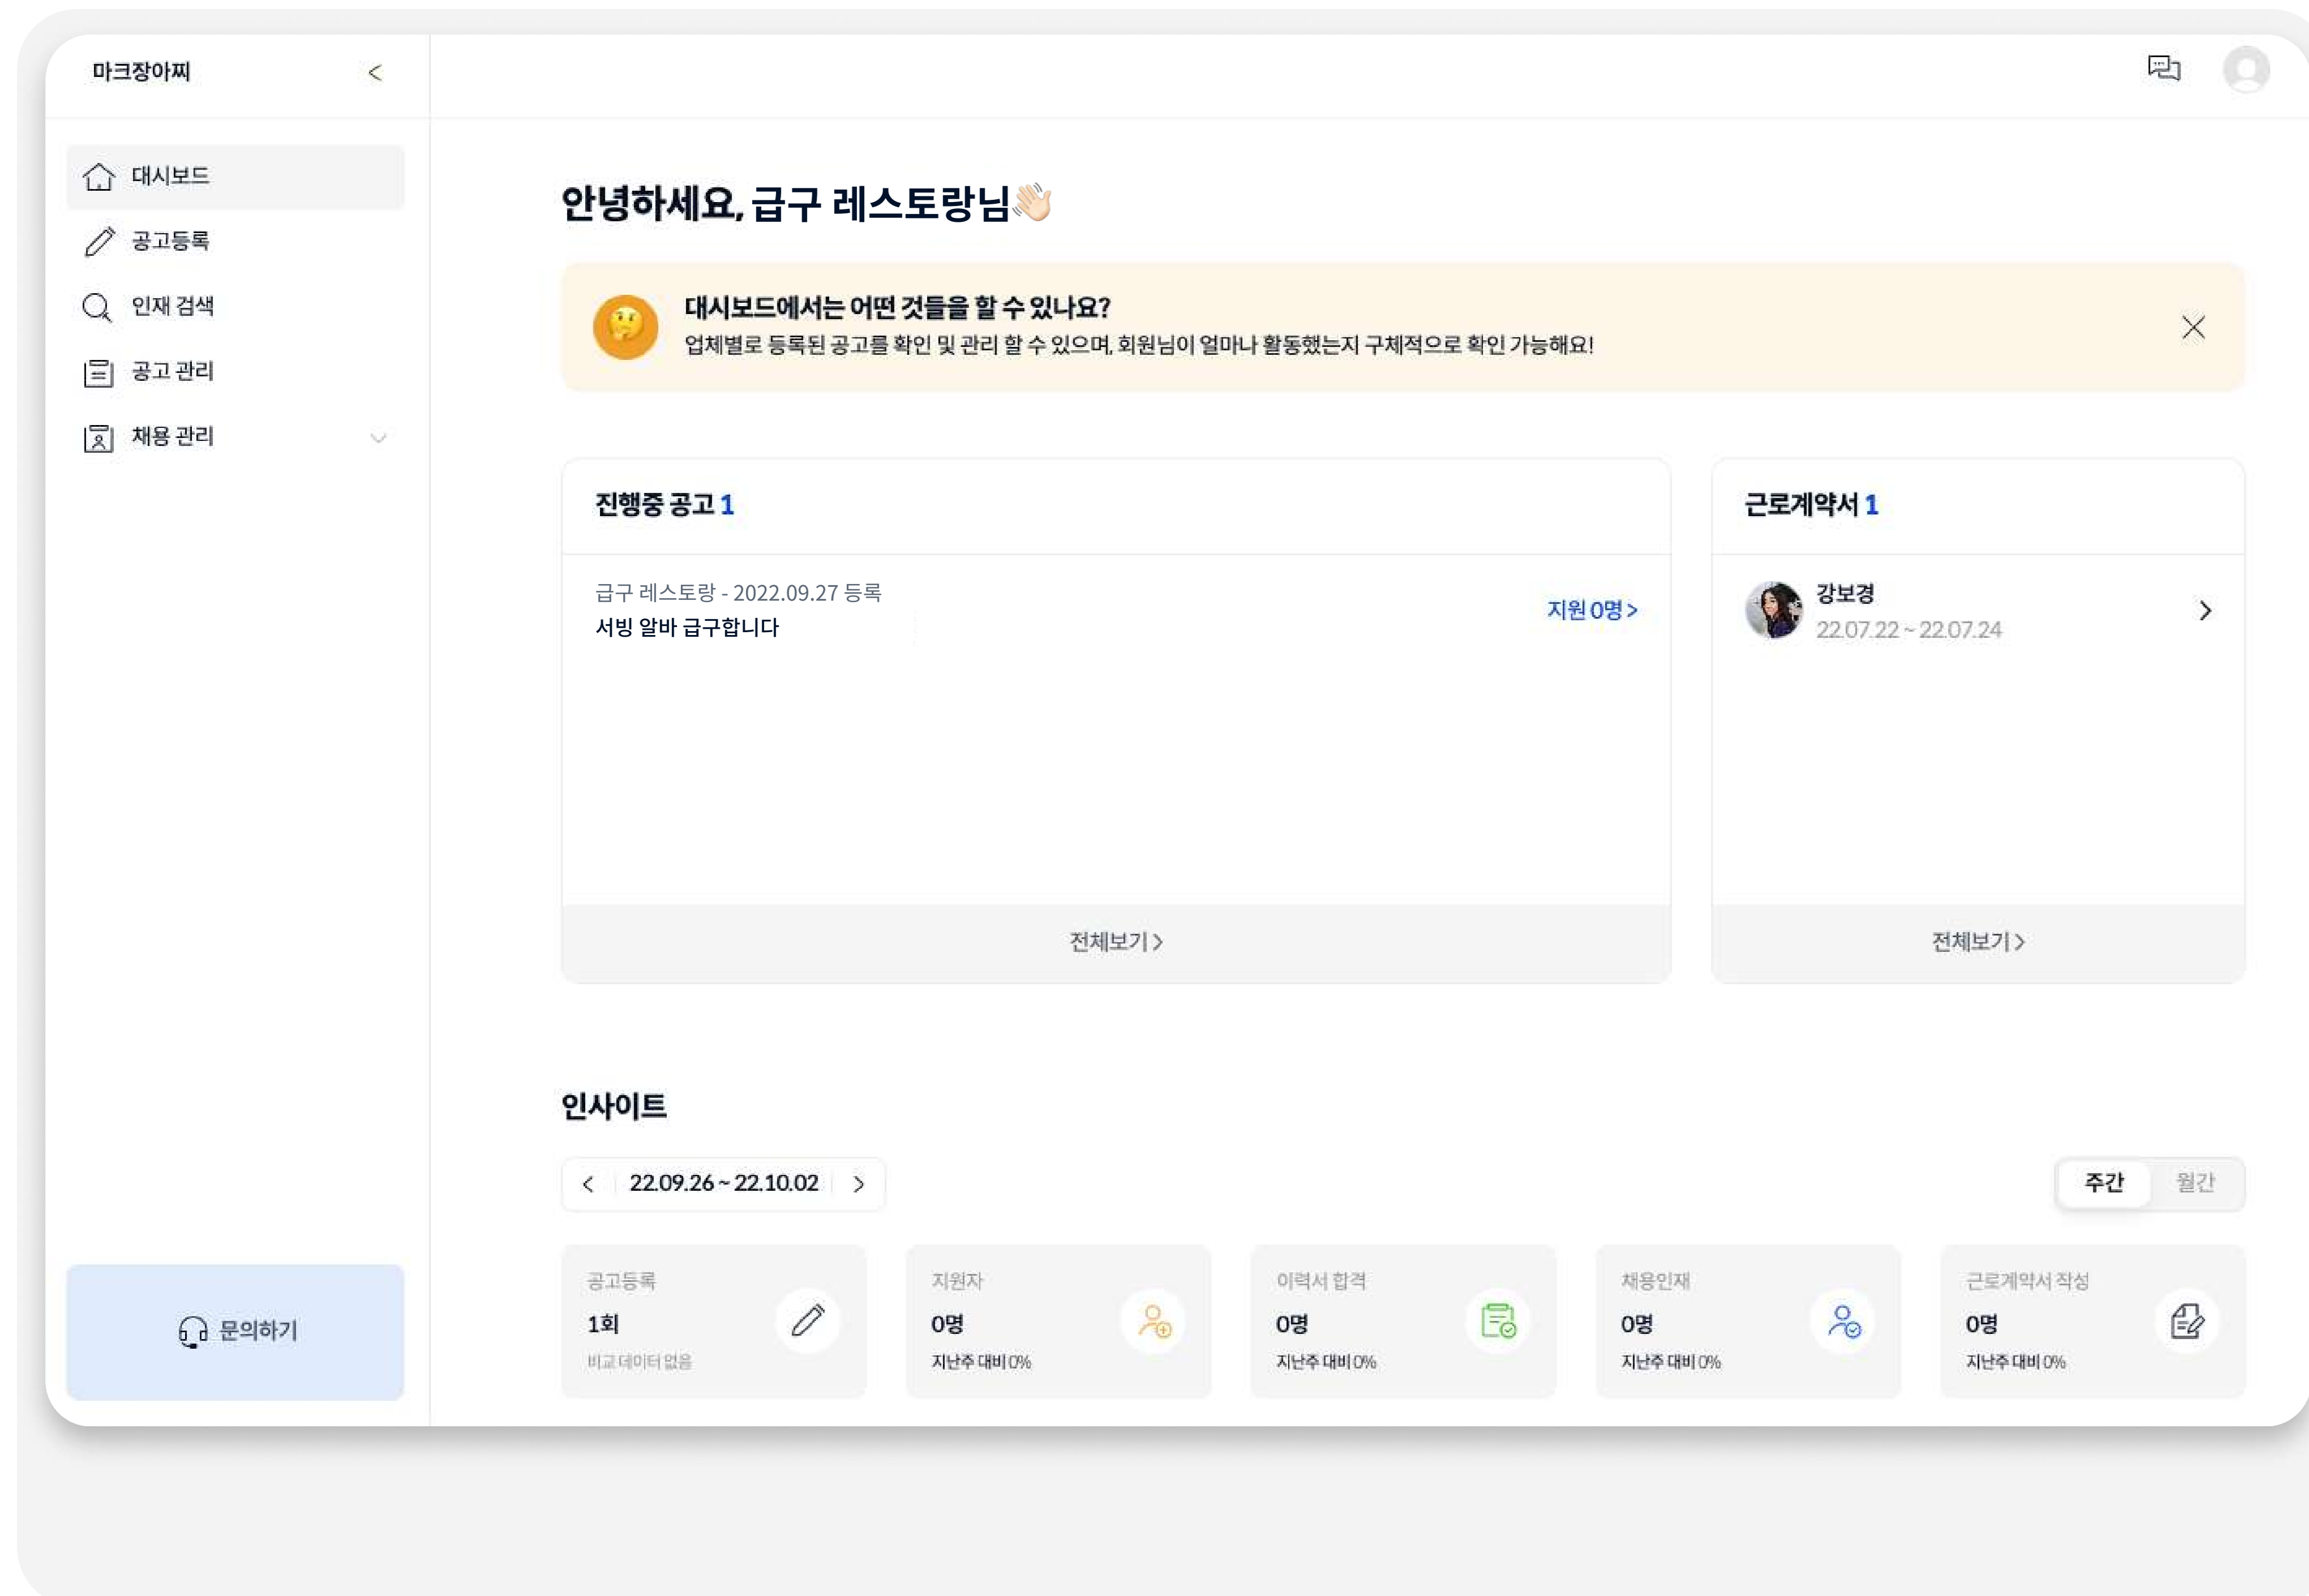 마크장아찌
대시보드
공고등록
인재 검색
공고 관리
채용 관리
문의하기
안녕하세요, 급구 레스토랑님👋🏻
대시보드에서는 어떤 것들을 할 수 있나요?
업체별로 등록된 공고를 확인 및 관리 할 수 있으며, 회원님이 얼마나 활동했는지 구체적으로 확인 가능해요!
진행중 공고 1
급구 레스토랑 - 2022.09.27 등록
서빙 알바 급구합니다
지원 0명 >
전체보기 >
근로계약서 1
강보경
22.07.22 ~ 22.07.24
전체보기 >
인사이트
22.09.26 ~ 22.10.02
주간 월간
공고등록
1회
비교 데이터 없음
지원자
0명
지난주 대비 0%
이력서 합격
0명
지난주 대비 0%
채용인재
0명
지난주 대비 0%
근로계약서 작성
0명
지난주 대비 0%